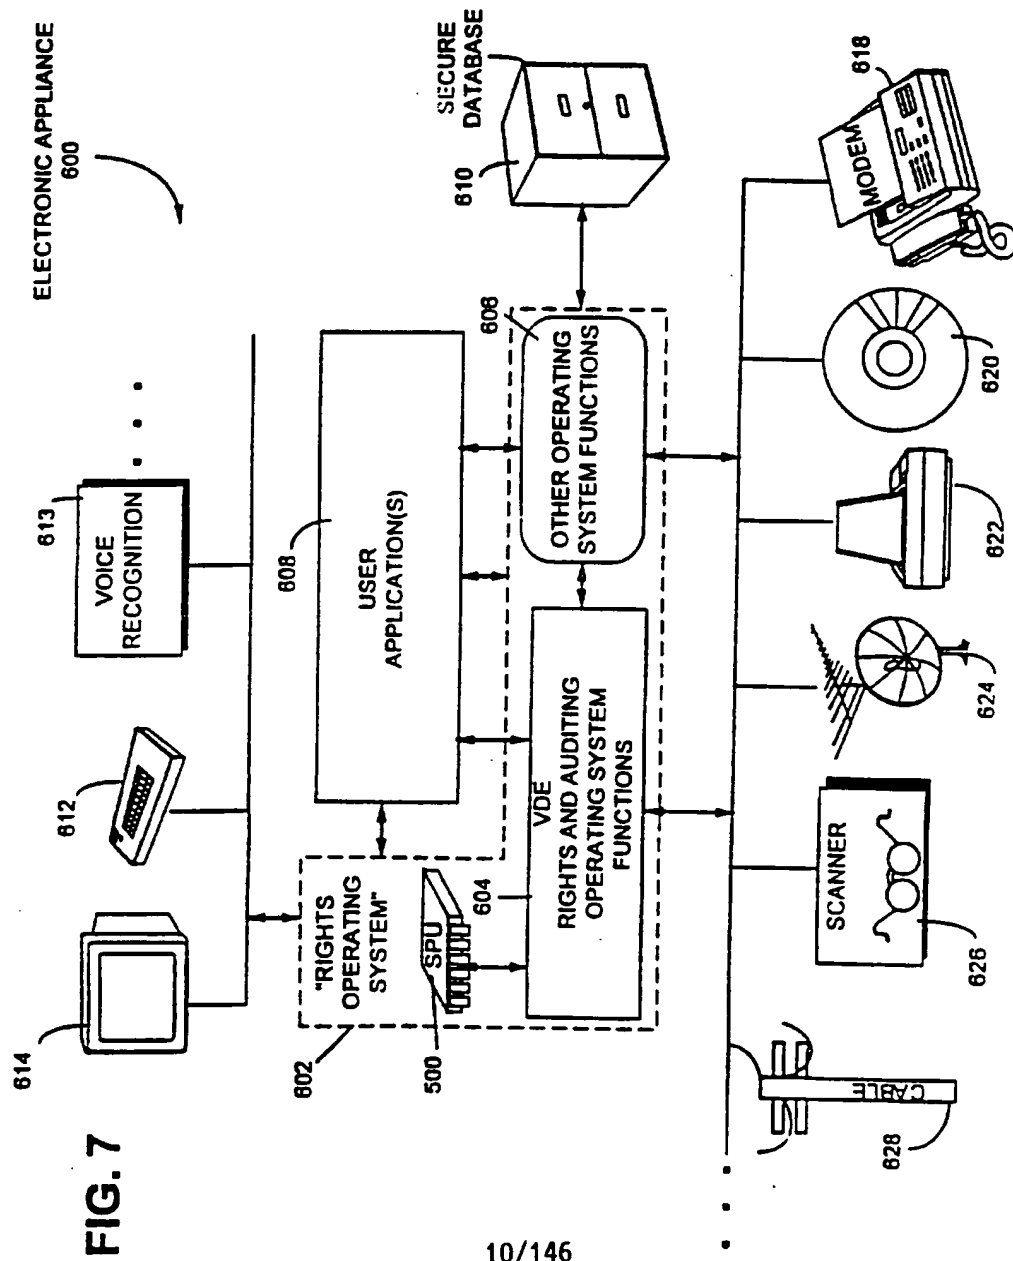 FIG. 7
ELECTRONIC APPLIANCE
600
614
612
613
VOICE
RECOGNITION
608
USER
APPLICATION(S)
602
"RIGHTS
OPERATING
SYSTEM"
SPU
500
604
VDE
RIGHTS AND AUDITING
OPERATING SYSTEM
FUNCTIONS
606
OTHER OPERATING
SYSTEM FUNCTIONS
610
SECURE
DATABASE
CABLE
628
SCANNER
626
624
622
620
MODEM
618
10/146